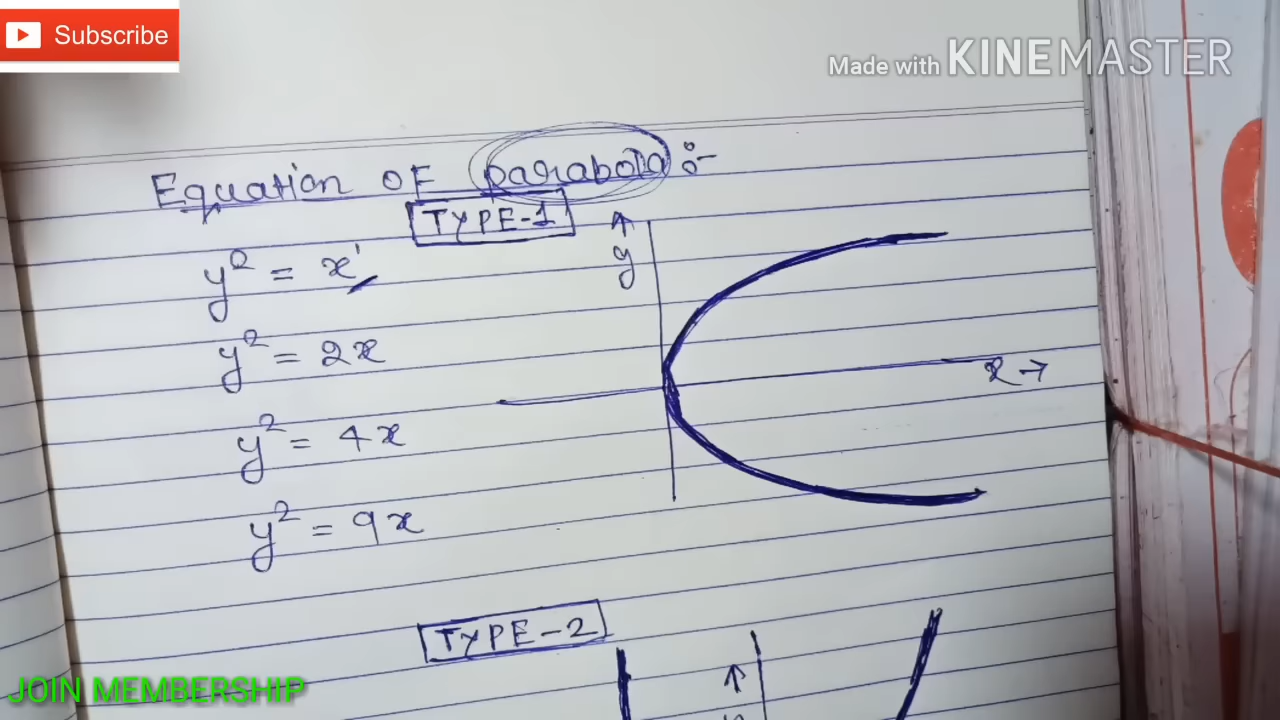 Subscribe
Made with KINEMASTER
Equation of parabola :-
TYPE-1
y² = x¹
y² = 2x
y² = 4x
y² = 9x
y
x →
TYPE-2
JOIN MEMBERSHIP